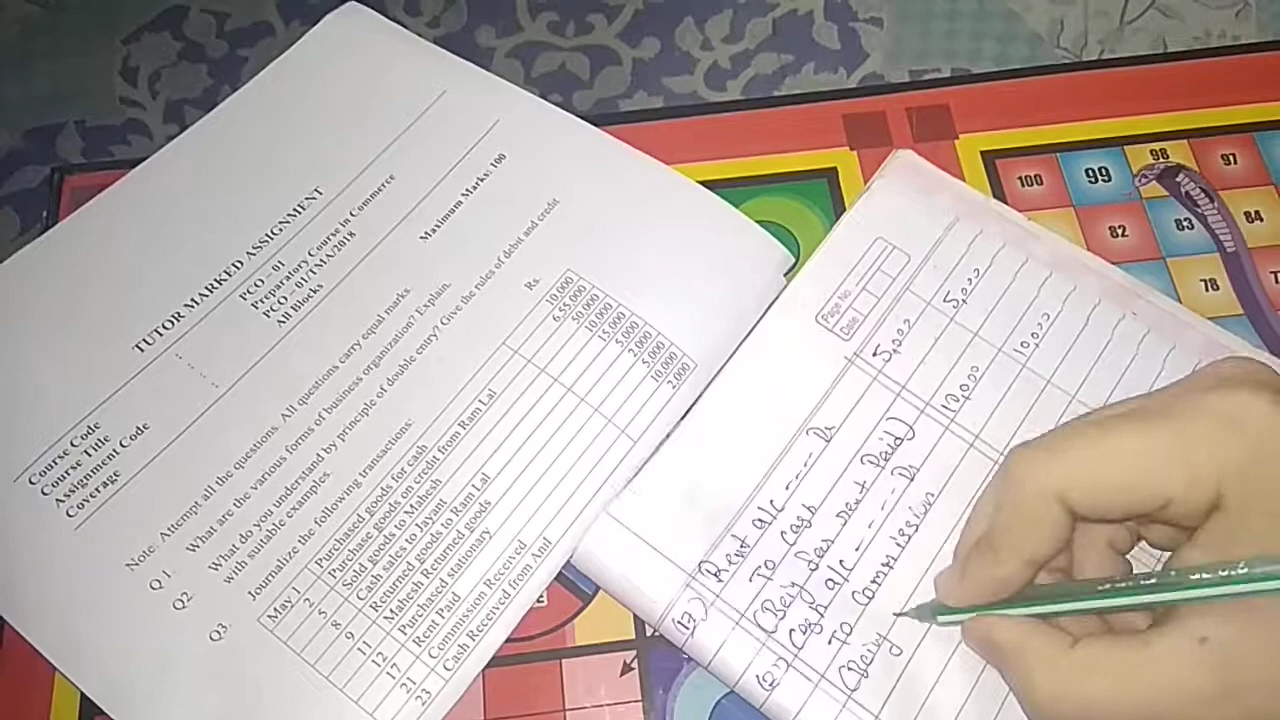 TUTOR MARKED ASSIGNMENT
Course Code : PCO – 01
Course Title : Preparatory Course in Commerce
Assignment Code : PCO – 01/TMA/2018
Coverage : All Blocks
Maximum Marks: 100
Note: Attempt all the questions. All questions carry equal marks.
Q 1. What are the various forms of business organization? Explain.
Q2 What do you understand by principle of double entry? Give the rules of debit and credit
with suitable examples.
Q3. Journalize the following transactions:
Rs.
May 1 Purchased goods for cash 10,000
2 Purchase goods on credit from Ram Lal 6,55,000
5 Sold goods to Mahesh 50,000
8 Cash sales to Jayant 10,000
9 Returned goods to Ram Lal 15,000
11 Mahesh Returned goods 5,000
12 Purchased stationary 2,000
17 Rent Paid 5,000
21 Commission Received 10,000
23 Cash Received from Anil 2,000
Page No.
Date
(17) Rent a/c ---- Dr 5,000
To Cash 5,000
(Being for rent Paid)
(21) Cash a/c ---- Dr 10,000
To Commission 10,000
(Being
100 99 98 97
82 83 84
78